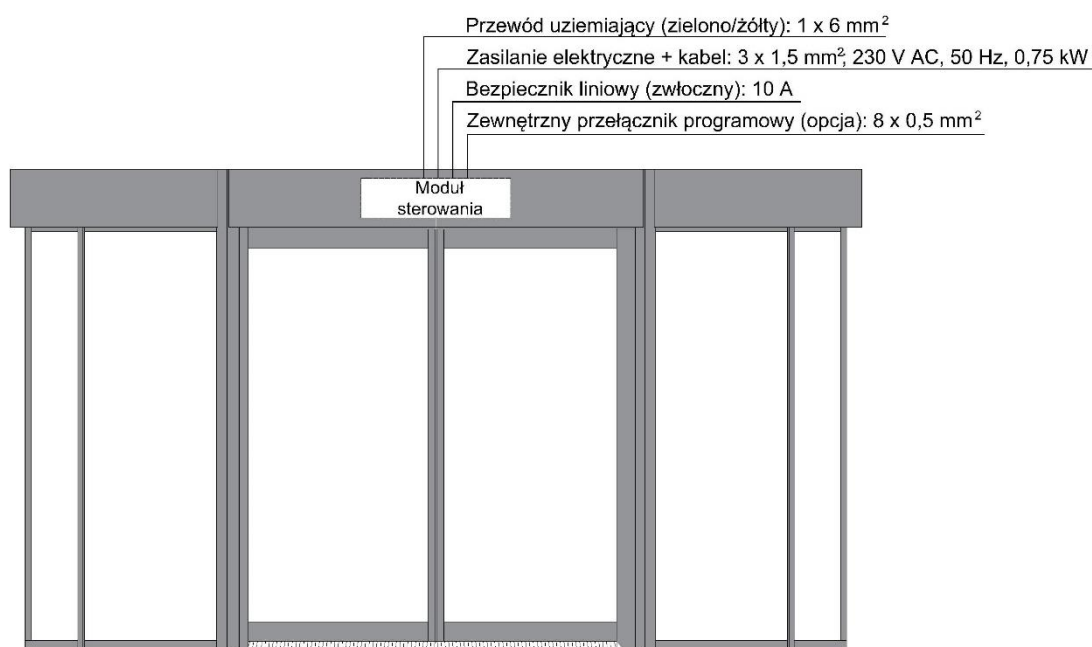 Przewód uziemiający (zielono/żółty): 1 x 6 mm²
Zasilanie elektryczne + kabel: 3 x 1,5 mm², 230 V AC, 50 Hz, 0,75 kW
Bezpiecznik liniowy (zwłoczny): 10 A
Zewnętrzny przełącznik programowy (opcja): 8 x 0,5 mm²
Moduł
sterowania